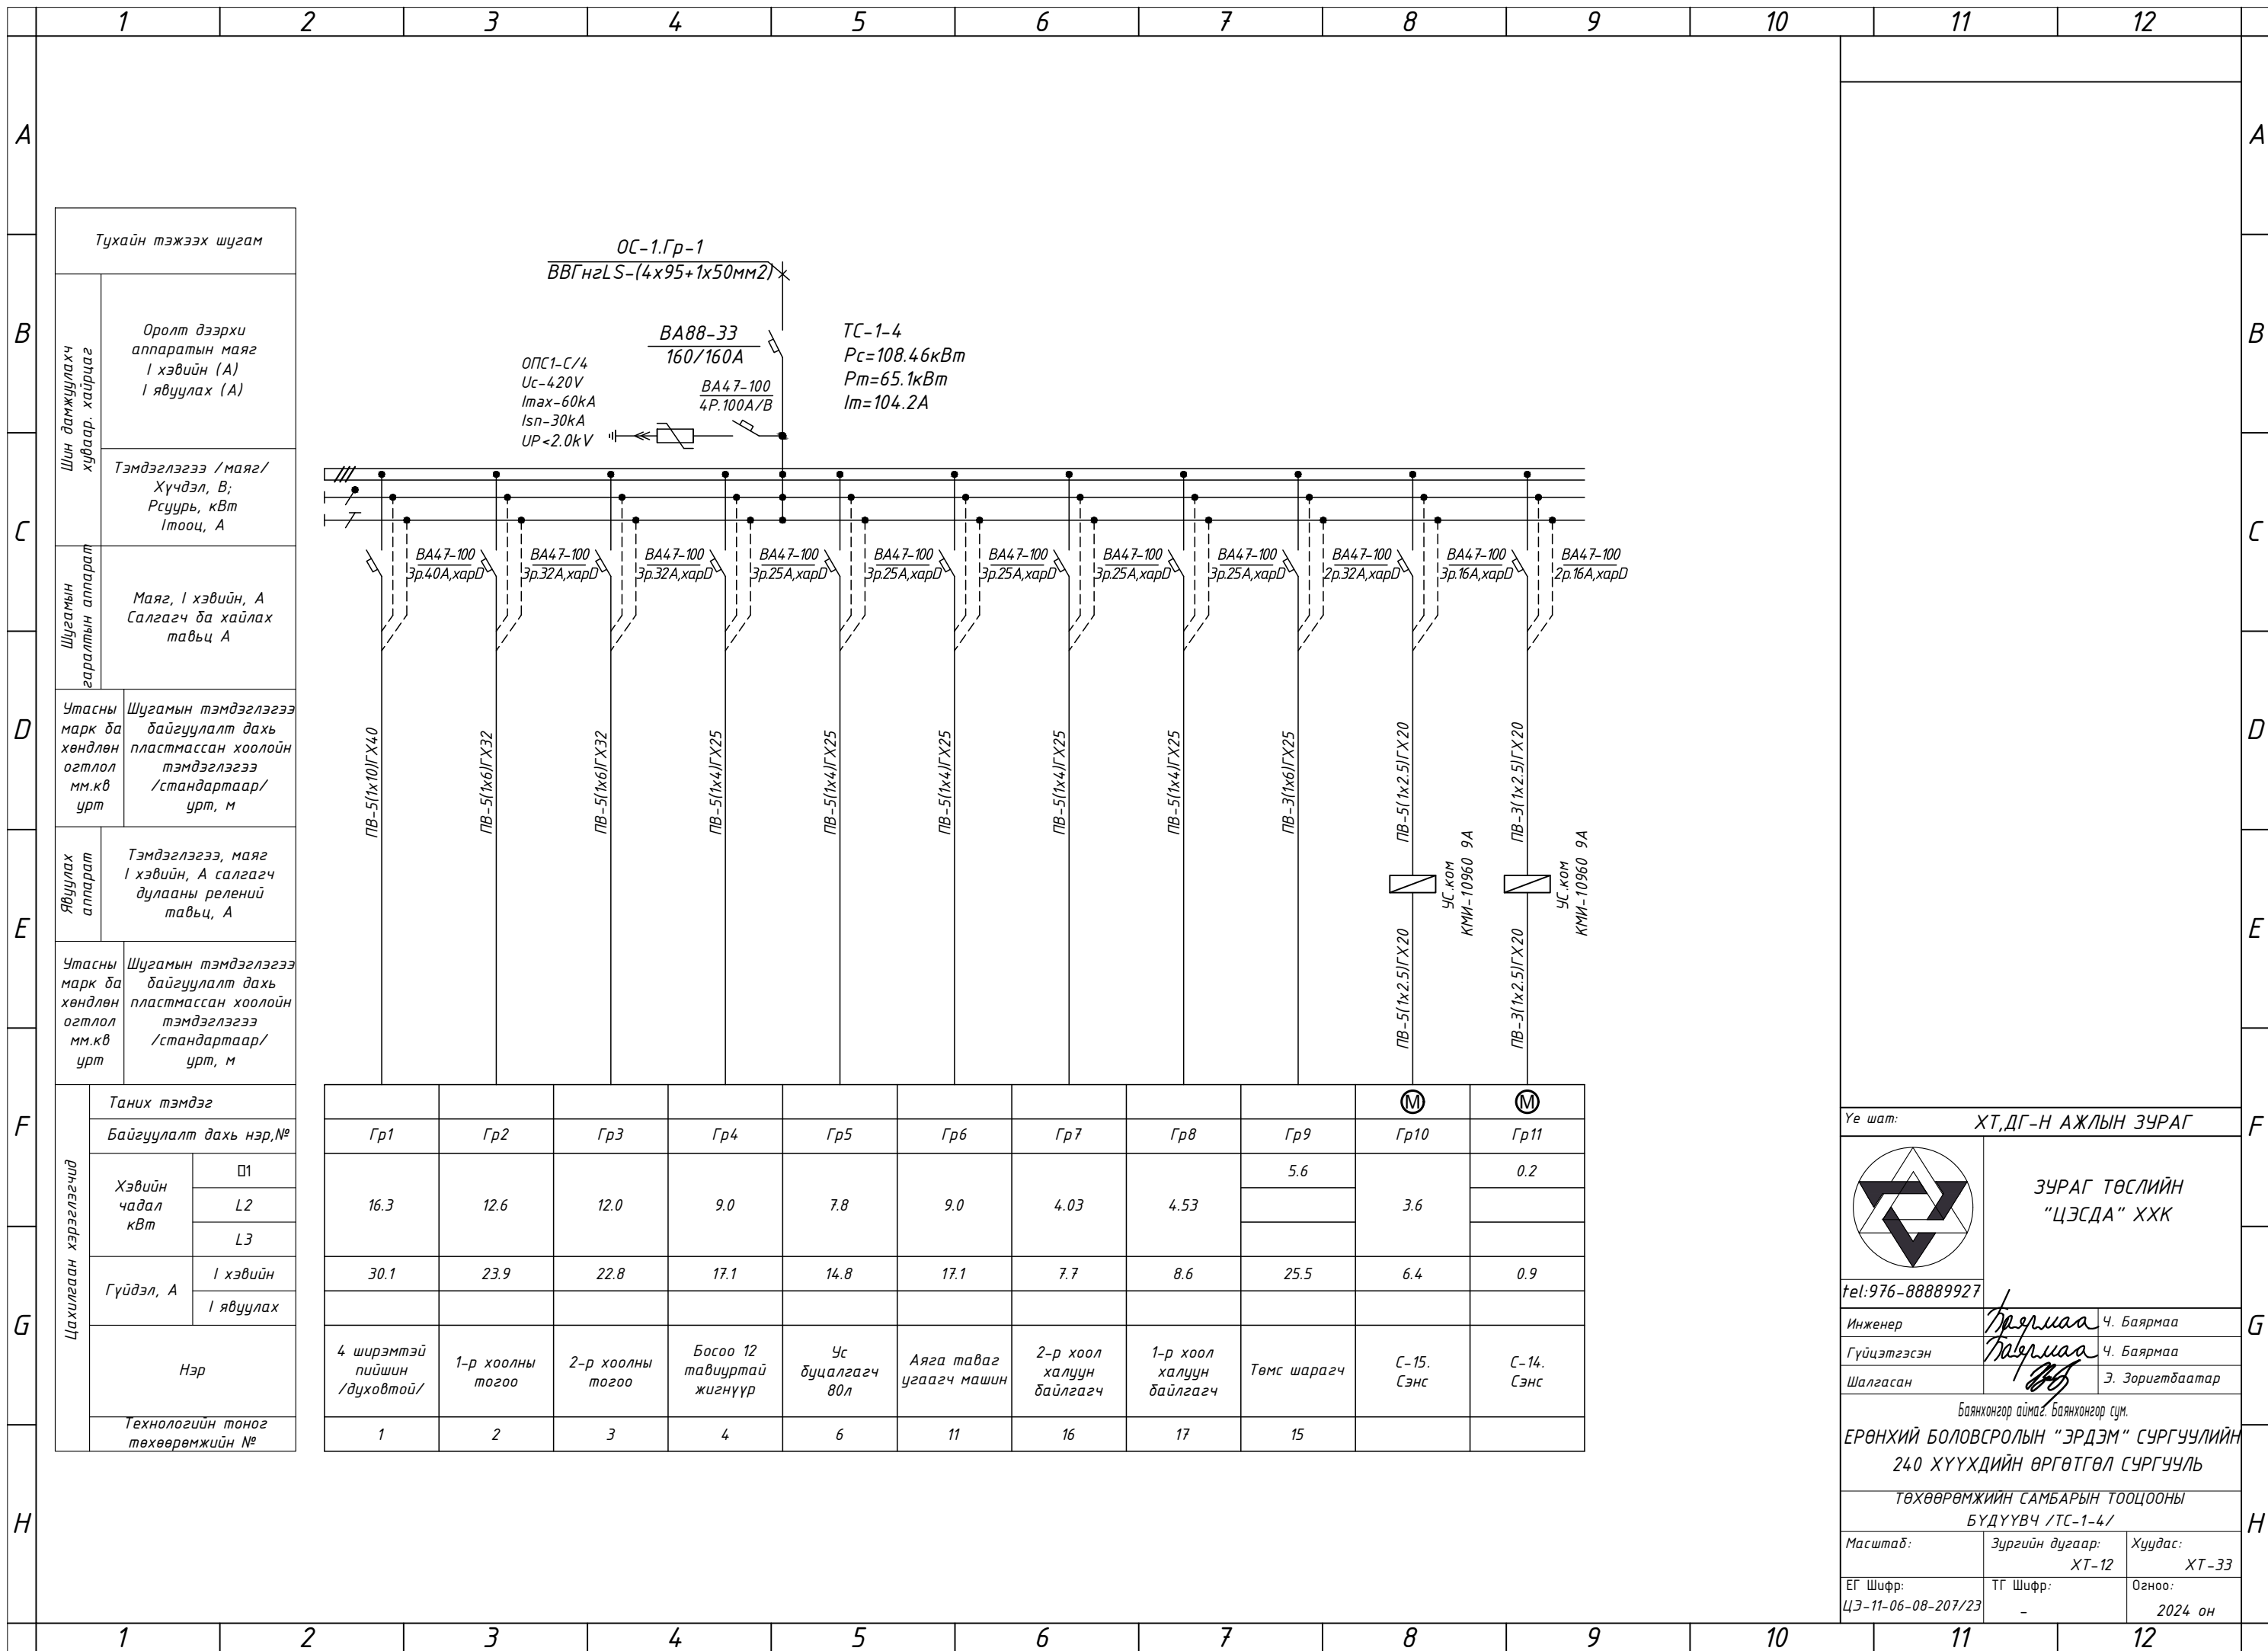 1 2 3 4 5 6 7 8 9 10 11 12
A A
B B
C C
D D
E E
F F
G G
H H
Тухайн тэжээх шугам
Шин дамжуулах
хуваар. хайрцаг
Оролт дээрхи
аппаратын маяг
I хэвийн (А)
I явуулах (А)
Тэмдэглэгээ /маяг/
Хүчдэл, В;
Рсуурь, кВт
Iтооц, А
Шугамын
гаралтын аппарат
Маяг, I хэвийн, А
Салгагч ба хайлах
тавьц А
Утасны
марк ба
хөндлөн
огтлол
мм.кв
урт
Шугамын тэмдэглэгээ
байгуулалт дахь
пластмассан хоолойн
тэмдэглэгээ
/стандартаар/
урт, м
Явуулах
аппарат
Тэмдэглэгээ, маяг
I хэвийн, А салгагч
дулааны релений
тавьц, А
Утасны
марк ба
хөндлөн
огтлол
мм.кв
урт
Шугамын тэмдэглэгээ
байгуулалт дахь
пластмассан хоолойн
тэмдэглэгээ
/стандартаар/
урт, м
ОС-1.Гр-1
ВВГнгLS-(4х95+1х50мм2)
ВА88-33
160/160А
ТС-1-4
Рс=108.46кВт
Рт=65.1кВт
Iт=104.2А
ОПС1-С/4
Uc-420V
Imax-60kA
Isn-30kA
UP<2.0kV
ВА47-100
4Р.100А/В
ВА47-100
3р.40А,харD
ВА47-100
3р.32А,харD
ВА47-100
3р.32А,харD
ВА47-100
3р.25А,харD
ВА47-100
3р.25А,харD
ВА47-100
3р.25А,харD
ВА47-100
3р.25А,харD
ВА47-100
3р.25А,харD
ВА47-100
2р.32А,харD
ВА47-100
3р.16А,харD
ВА47-100
2р.16А,харD
ПВ-5(1х10)ГХ40
ПВ-5(1х6)ГХ32
ПВ-5(1х6)ГХ32
ПВ-5(1х4)ГХ25
ПВ-5(1х4)ГХ25
ПВ-5(1х4)ГХ25
ПВ-5(1х4)ГХ25
ПВ-5(1х4)ГХ25
ПВ-3(1х6)ГХ25
ПВ-5(1х2.5)ГХ20
ПВ-3(1х2.5)ГХ20
УС.ком
КМИ-10960 9А
УС.ком
КМИ-10960 9А
ПВ-5(1х2.5)ГХ20
ПВ-3(1х2.5)ГХ20
Цахилгаан хэрэглэгчид
Таних тэмдэг M M
Байгуулалт дахь нэр,№ Гр1 Гр2 Гр3 Гр4 Гр5 Гр6 Гр7 Гр8 Гр9 Гр10 Гр11
Хэвийн
чадал
кВт
1 5.6 0.2
L2 16.3 12.6 12.0 9.0 7.8 9.0 4.03 4.53 3.6
L3
Гүйдэл, А
I хэвийн 30.1 23.9 22.8 17.1 14.8 17.1 7.7 8.6 25.5 6.4 0.9
I явуулах
Нэр
4 ширэмтэй
пийшин
/духовтой/
1-р хоолны
тогоо
2-р хоолны
тогоо
Босоо 12
тавиуртай
жигнүүр
Ус
буцалгагч
80л
Аяга таваг
угаагч машин
2-р хоол
халуун
байлгагч
1-р хоол
халуун
байлгагч
Төмс шарагч
С-15.
Сэнс
С-14.
Сэнс
Технологийн тоног
төхөөрөмжийн №
1 2 3 4 6 11 16 17 15
Үе шат: ХТ,ДГ-Н АЖЛЫН ЗУРАГ
ЗУРАГ ТӨСЛИЙН
"ЦЭСДА" ХХК
tel:976-88889927
Инженер Баярмаа Ч. Баярмаа
Гүйцэтгэсэн Баярмаа Ч. Баярмаа
Шалгасан Э. Зоригтбаатар
Баянхонгор аймаг. Баянхонгор сум.
ЕРӨНХИЙ БОЛОВСРОЛЫН "ЭРДЭМ" СУРГУУЛИЙН
240 ХҮҮХДИЙН ӨРГӨТГӨЛ СУРГУУЛЬ
ТӨХӨӨРӨМЖИЙН САМБАРЫН ТООЦООНЫ
БҮДҮҮВЧ /ТС-1-4/
Масштаб: Зургийн дугаар: Хуудас:
ХТ-12 ХТ-33
ЕГ Шифр: ТГ Шифр: Огноо:
ЦЭ-11-06-08-207/23 - 2024 он
1 2 3 4 5 6 7 8 9 10 11 12